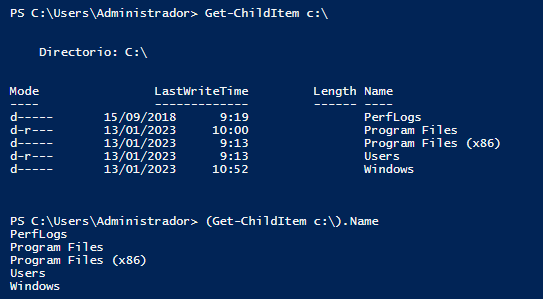 PS C:\Users\Administrador> Get-ChildItem c:\
Directorio: C:\
Mode LastWriteTime Length Name
---- ------------- ------ ----
d----- 15/09/2018 9:19 PerfLogs
d-r--- 13/01/2023 10:00 Program Files
d----- 13/01/2023 9:13 Program Files (x86)
d-r--- 13/01/2023 9:13 Users
d----- 13/01/2023 10:52 Windows
PS C:\Users\Administrador> (Get-ChildItem c:\).Name
PerfLogs
Program Files
Program Files (x86)
Users
Windows